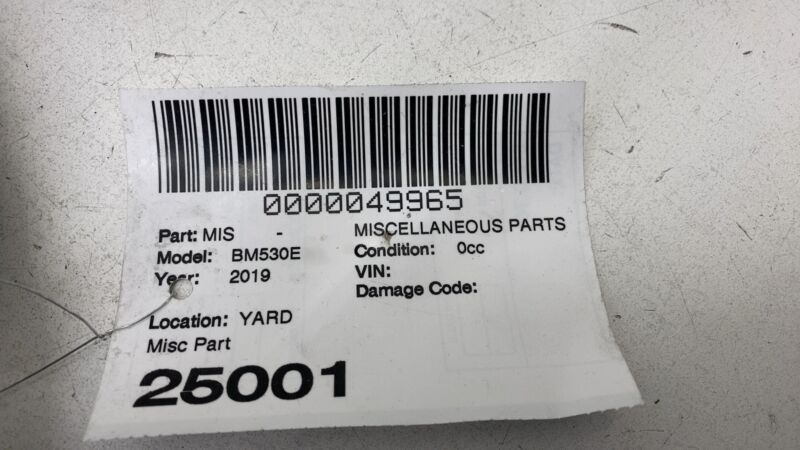 0000049965
Part: MIS - MISCELLANEOUS PARTS
Model: BM530E Condition: 0cc
Year: 2019 VIN:
Damage Code:
Location: YARD
Misc Part
25001